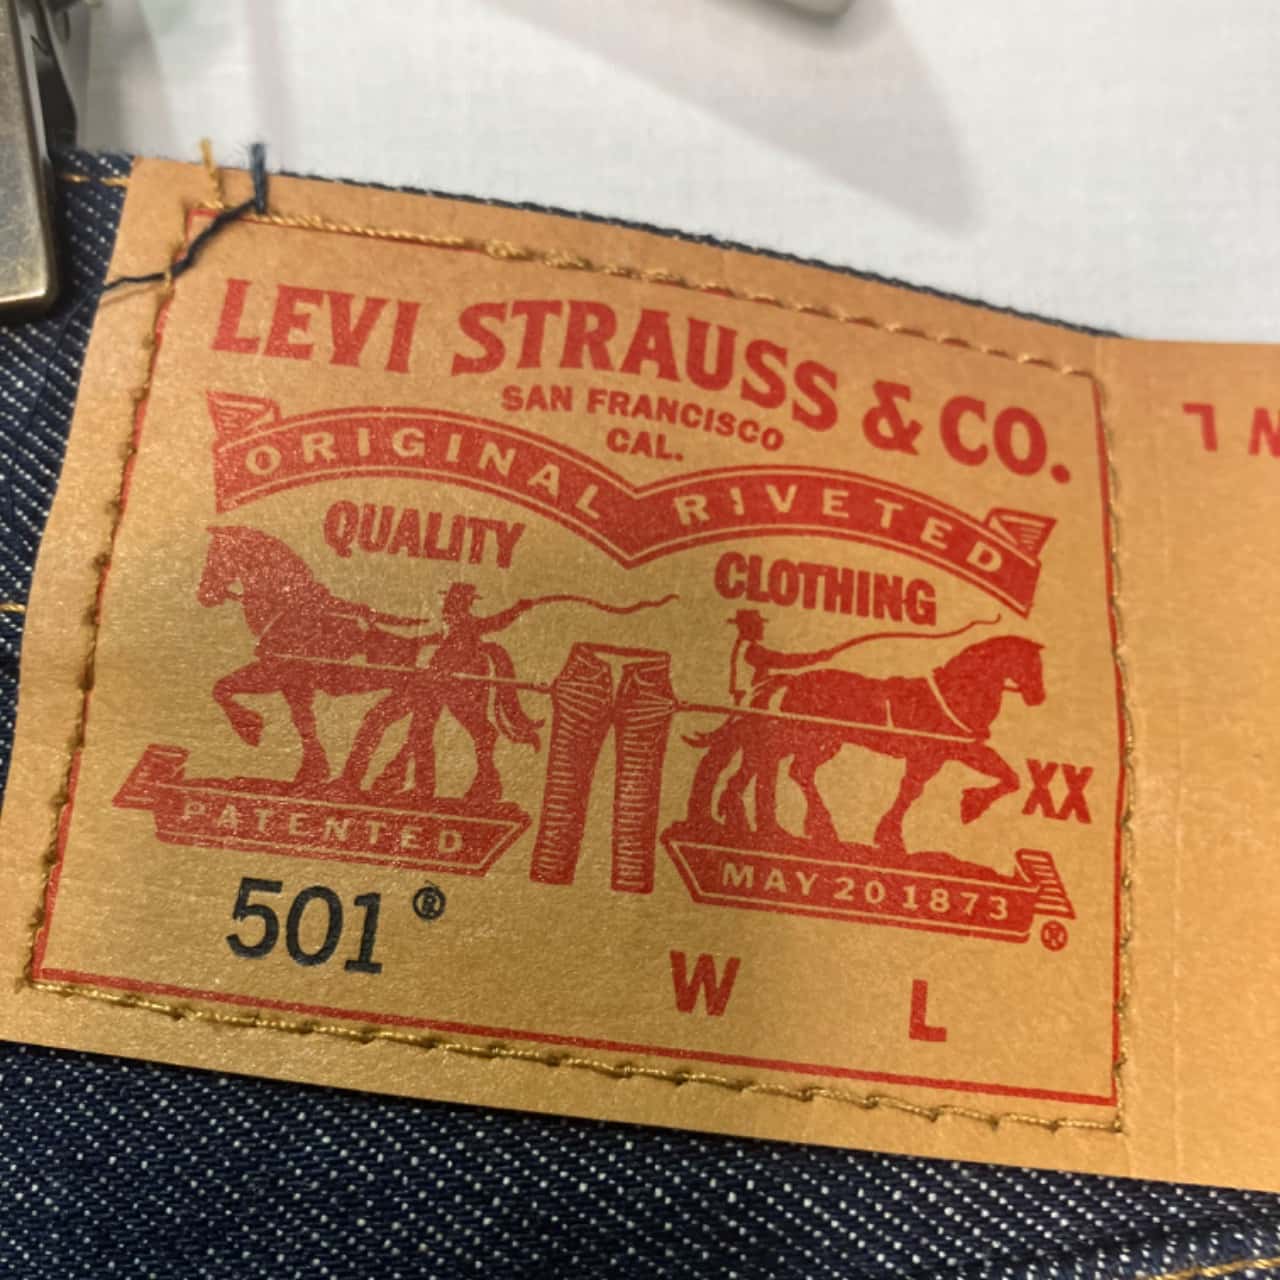 LEVI STRAUSS & CO.
SAN FRANCISCO
CAL.
ORIGINAL RIVETED
QUALITY CLOTHING
XX
PATENTED
MAY 20 1873
®
501®
W L
W L